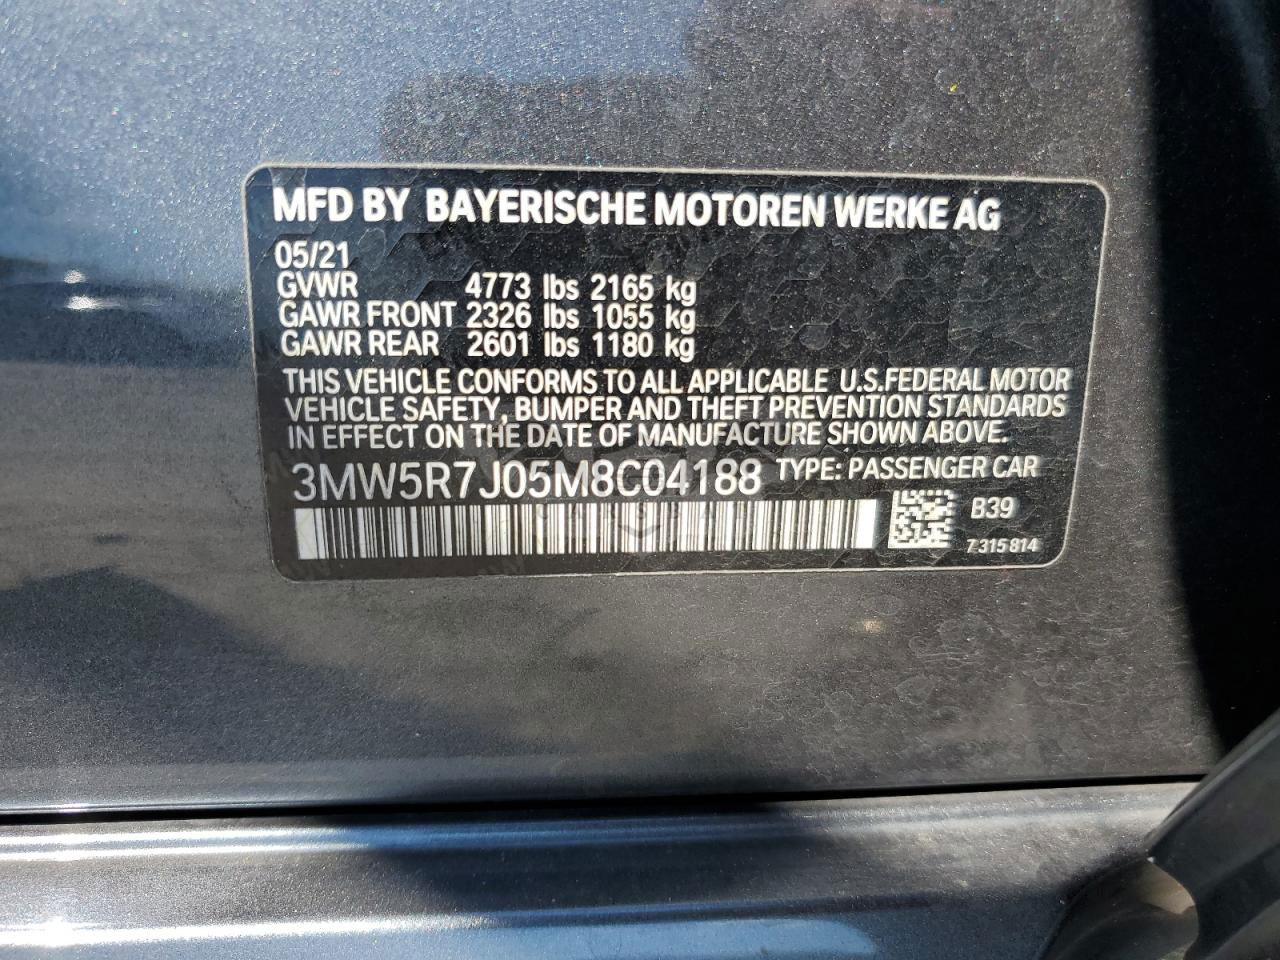 MFD BY BAYERISCHE MOTOREN WERKE AG
05/21
GVWR 4773 lbs 2165 kg
GAWR FRONT 2326 lbs 1055 kg
GAWR REAR 2601 lbs 1180 kg
THIS VEHICLE CONFORMS TO ALL APPLICABLE U.S.FEDERAL MOTOR
VEHICLE SAFETY, BUMPER AND THEFT PREVENTION STANDARDS
IN EFFECT ON THE DATE OF MANUFACTURE SHOWN ABOVE.
3MW5R7J05M8C04188 TYPE: PASSENGER CAR
B39
7 315 814